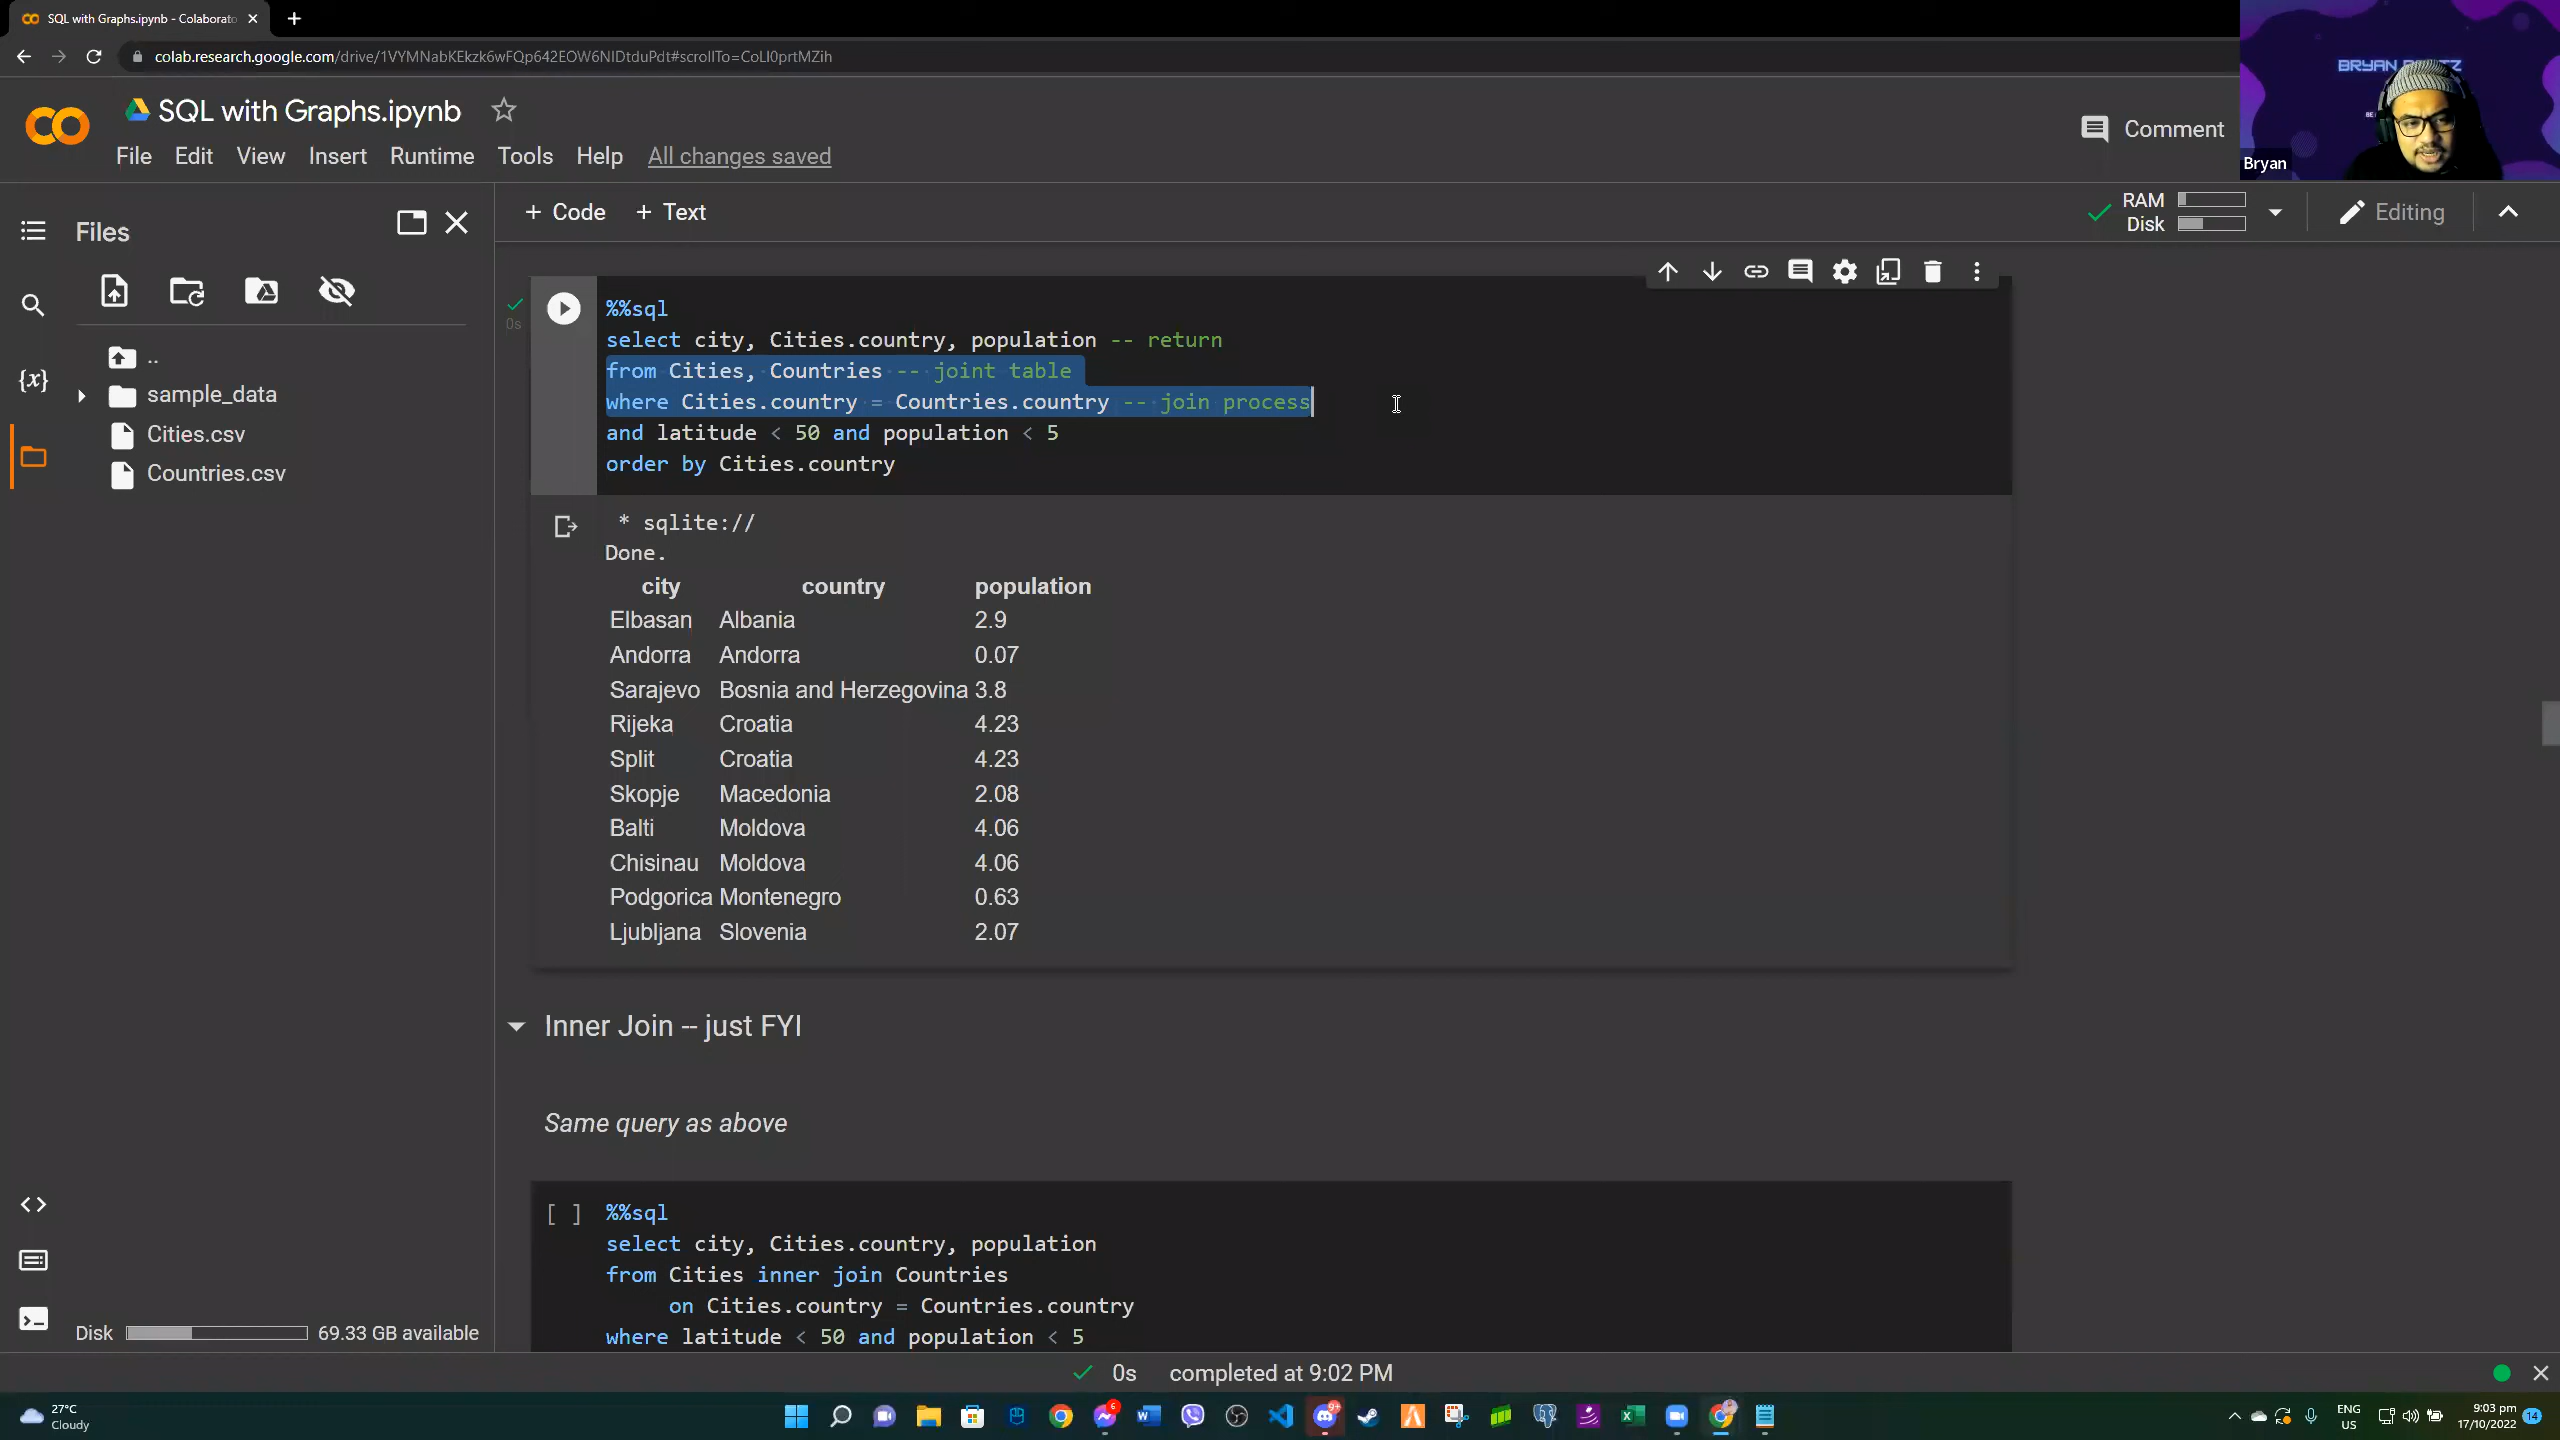 SQL with Graphs.ipynb - Colaborato
colab.research.google.com/drive/1VYMNabKEkzk6wFQp642EOW6NIDtduPdt#scrollTo=CoLI0prtMZih
SQL with Graphs.ipynb
File Edit View Insert Runtime Tools Help All changes saved
Comment
Bryan
Files
+ Code + Text
RAM
Disk
Editing
..
sample_data
Cities.csv
Countries.csv
{x}
0s
%%sql
select city, Cities.country, population -- return
from Cities, Countries -- joint table
where Cities.country = Countries.country -- join process
and latitude < 50 and population < 5
order by Cities.country
* sqlite://
Done.
city country population
Elbasan Albania 2.9
Andorra Andorra 0.07
Sarajevo Bosnia and Herzegovina 3.8
Rijeka Croatia 4.23
Split Croatia 4.23
Skopje Macedonia 2.08
Balti Moldova 4.06
Chisinau Moldova 4.06
Podgorica Montenegro 0.63
Ljubljana Slovenia 2.07
Inner Join -- just FYI
Same query as above
[ ] %%sql
select city, Cities.country, population
from Cities inner join Countries
on Cities.country = Countries.country
where latitude < 50 and population < 5
Disk 69.33 GB available
0s completed at 9:02 PM
27°C
Cloudy
ENG
US
9:03 pm
17/10/2022
14